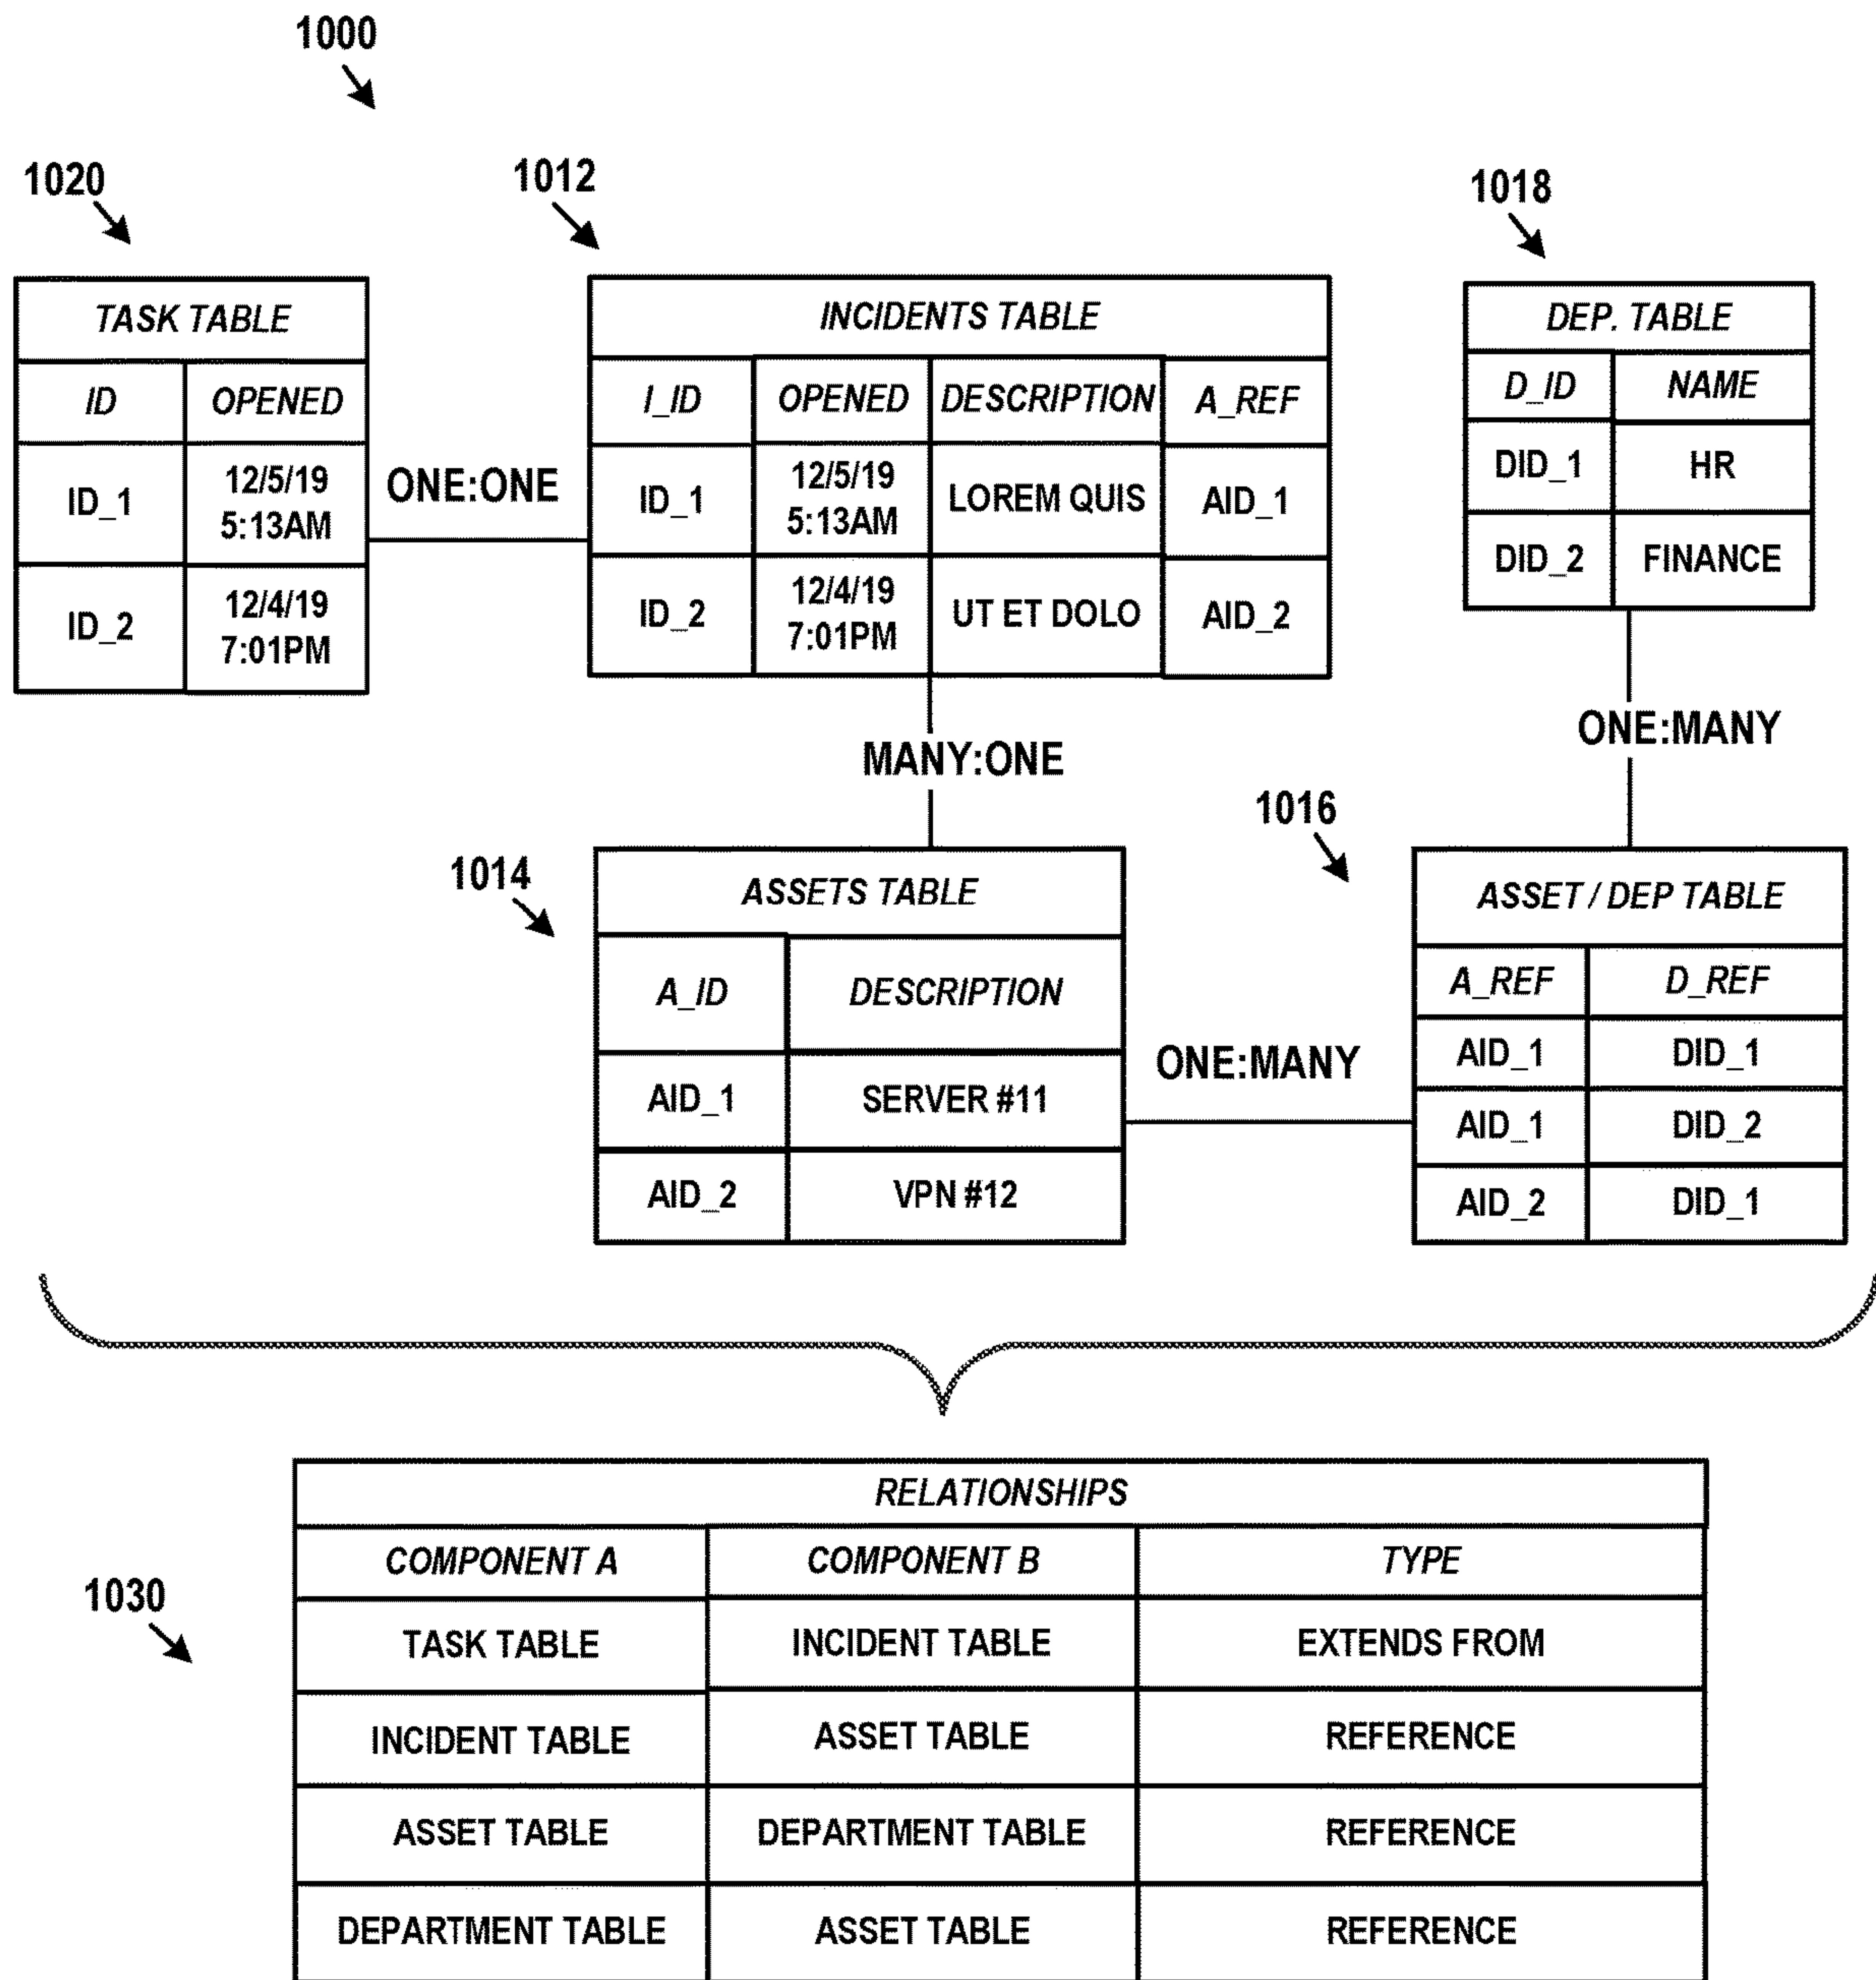 1000
1020
1012
1018
TASK TABLE
ID OPENED
ID_1 12/5/19 5:13AM
ID_2 12/4/19 7:01PM
ONE:ONE
INCIDENTS TABLE
I_ID OPENED DESCRIPTION A_REF
ID_1 12/5/19 5:13AM LOREM QUIS AID_1
ID_2 12/4/19 7:01PM UT ET DOLO AID_2
DEP. TABLE
D_ID NAME
DID_1 HR
DID_2 FINANCE
MANY:ONE
ONE:MANY
1014
1016
ASSETS TABLE
A_ID DESCRIPTION
AID_1 SERVER #11
AID_2 VPN #12
ONE:MANY
ASSET / DEP TABLE
A_REF D_REF
AID_1 DID_1
AID_1 DID_2
AID_2 DID_1
1030
RELATIONSHIPS
COMPONENT A COMPONENT B TYPE
TASK TABLE INCIDENT TABLE EXTENDS FROM
INCIDENT TABLE ASSET TABLE REFERENCE
ASSET TABLE DEPARTMENT TABLE REFERENCE
DEPARTMENT TABLE ASSET TABLE REFERENCE